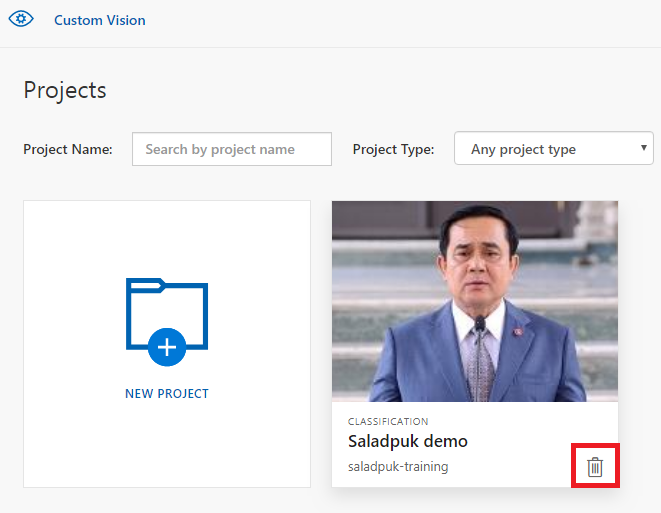 Custom Vision
Projects
Project Name: Search by project name Project Type: Any project type
NEW PROJECT
CLASSIFICATION
Saladpuk demo
saladpuk-training